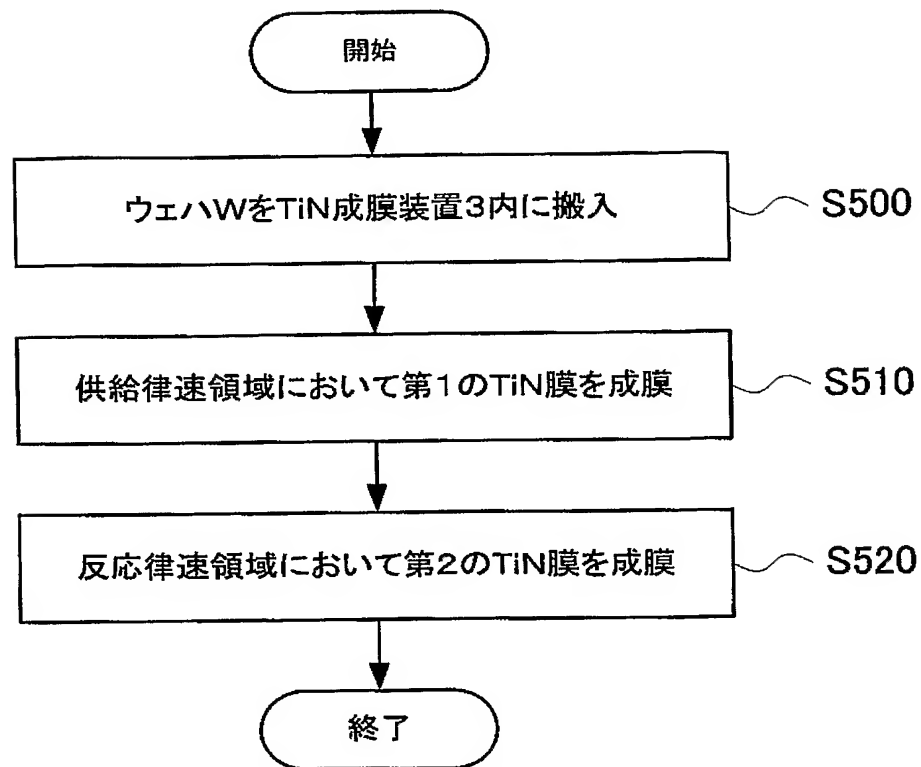 開始
ウェハWをTiN成膜装置3内に搬入
S500
供給律速領域において第1のTiN膜を成膜
S510
反応律速領域において第2のTiN膜を成膜
S520
終了